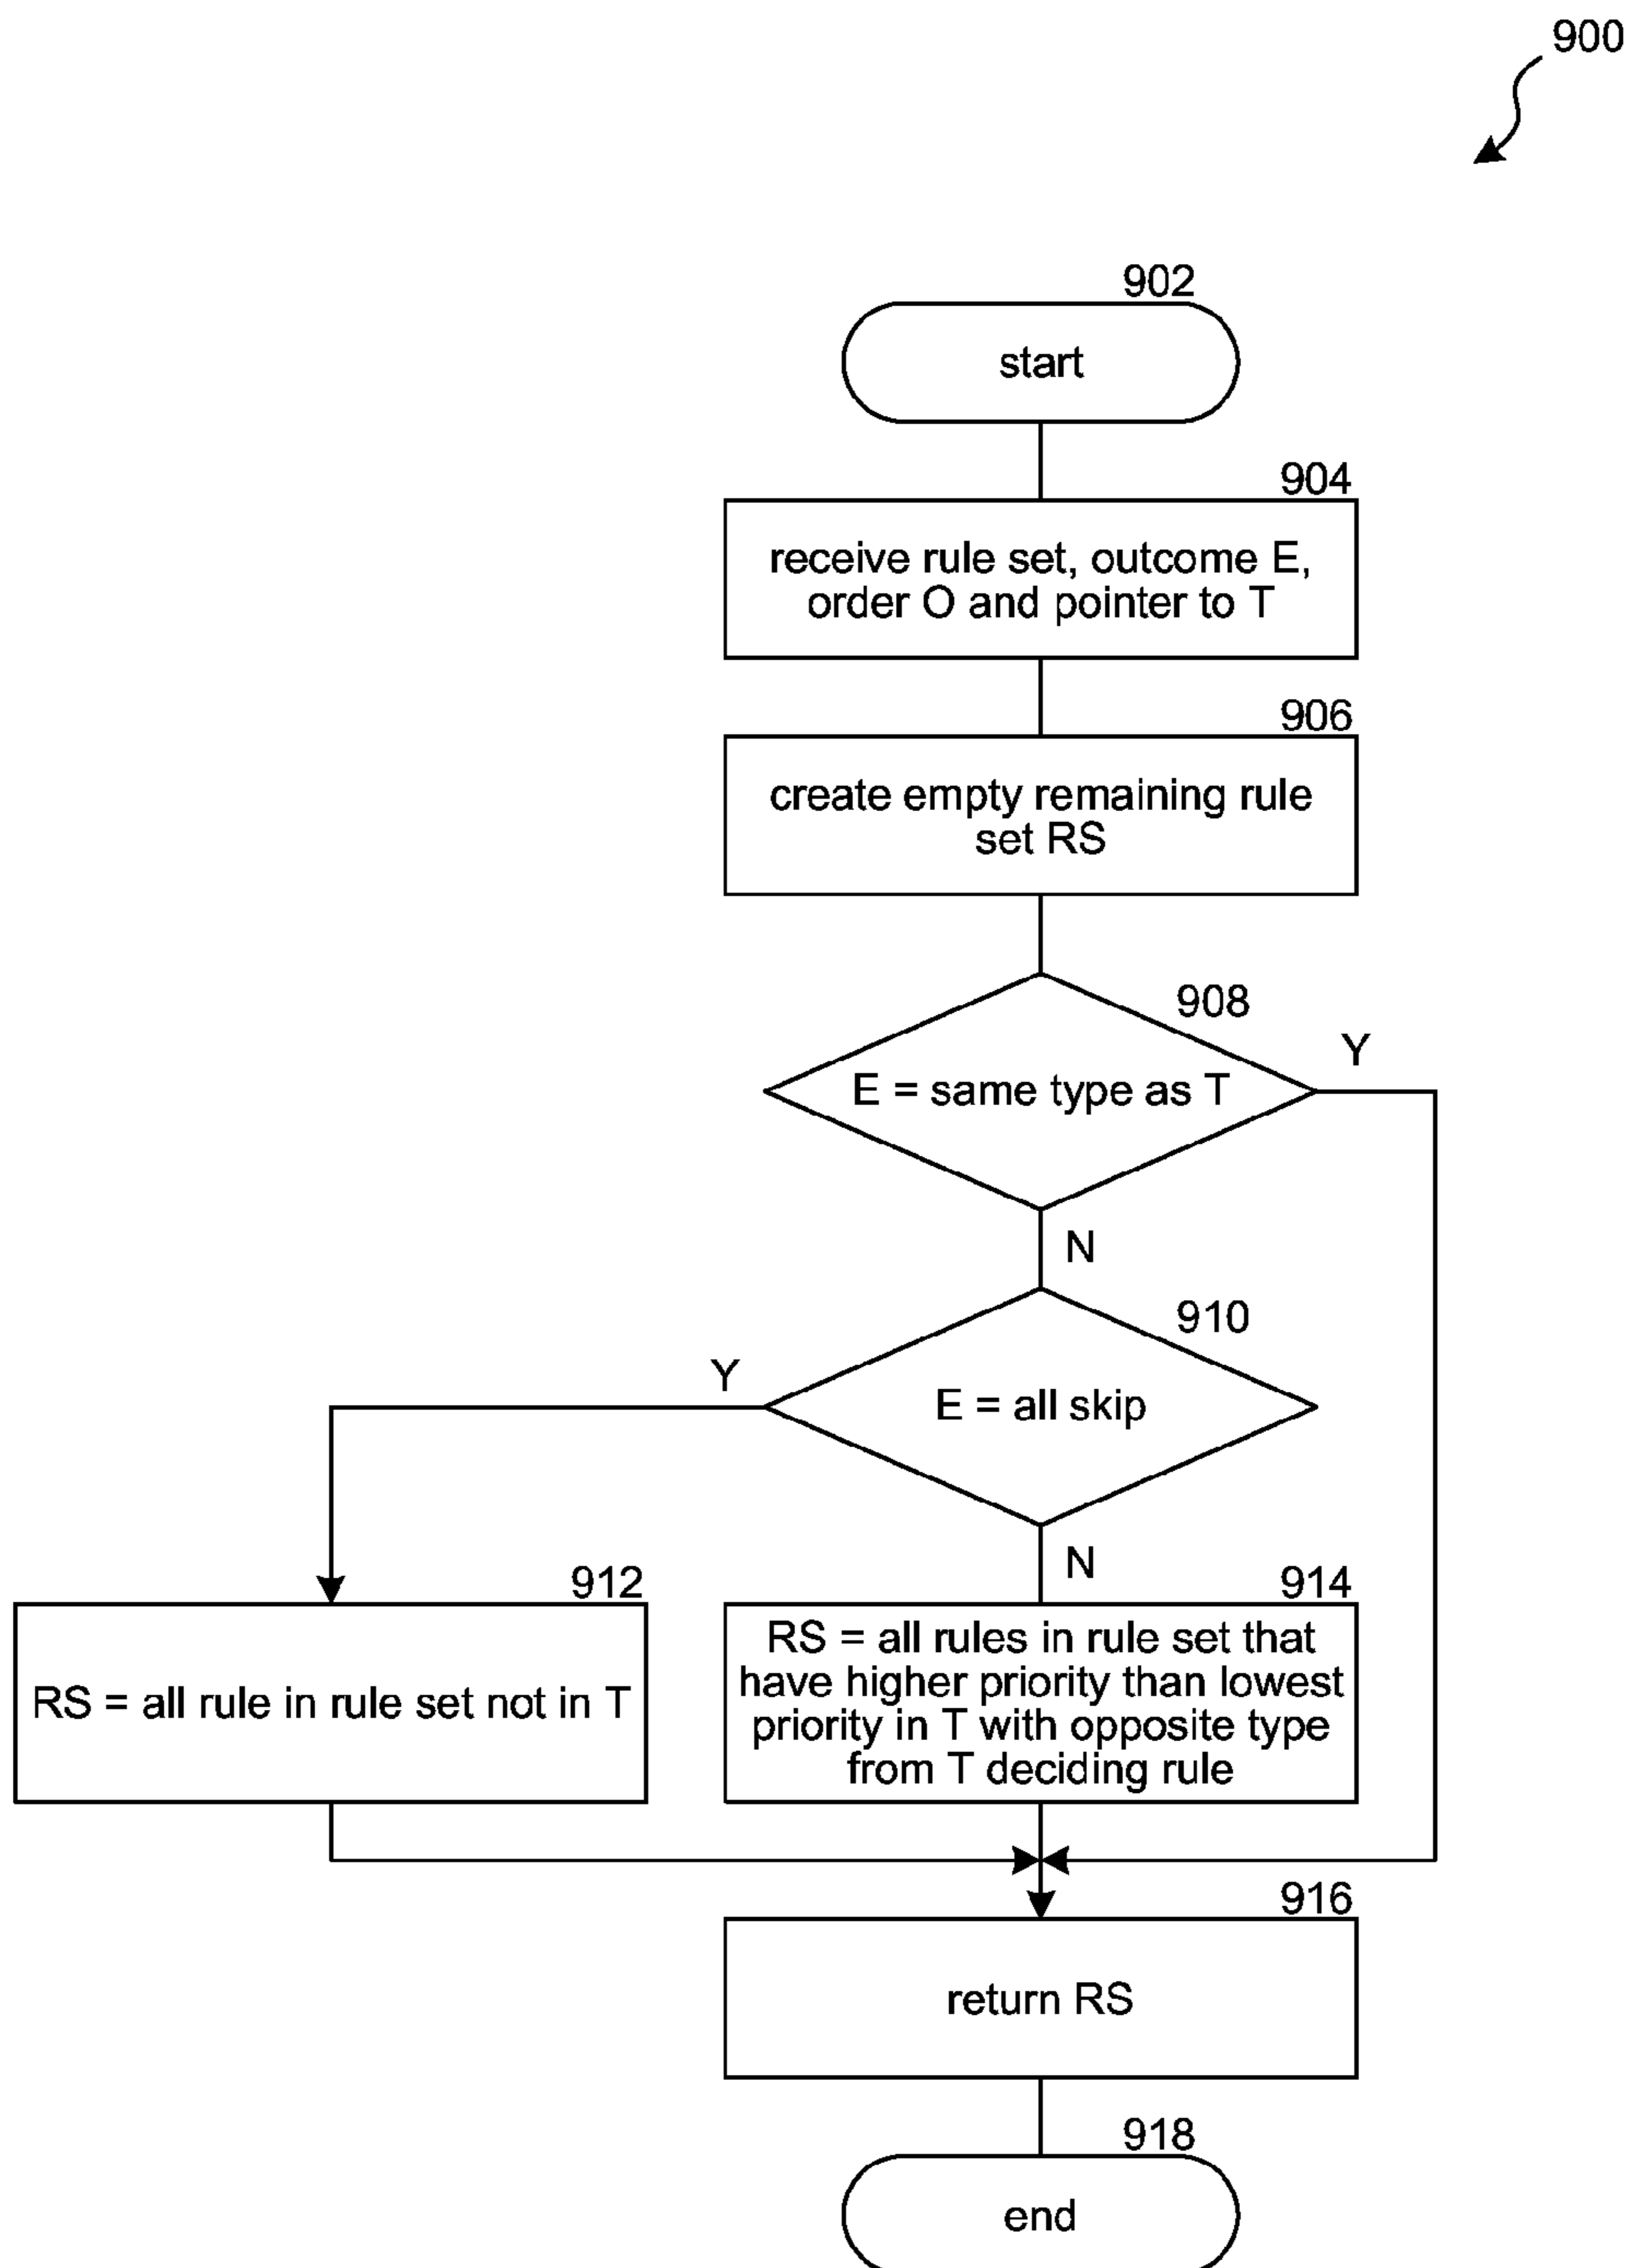 900
902
start
904
receive rule set, outcome E,
order O and pointer to T
906
create empty remaining rule
set RS
908
Y
E = same type as T
N
910
Y
E = all skip
N
912
RS = all rule in rule set not in T
914
RS = all rules in rule set that
have higher priority than lowest
priority in T with opposite type
from T deciding rule
916
return RS
918
end